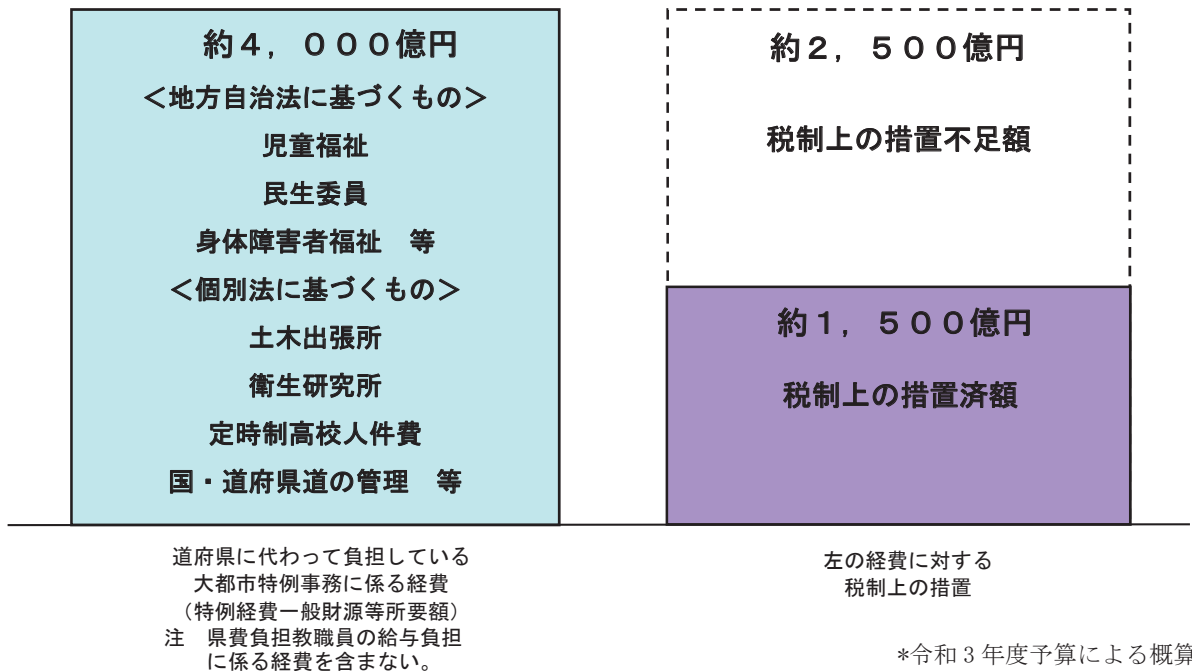 約４，０００億円
＜地方自治法に基づくもの＞
児童福祉
民生委員
身体障害者福祉　等
＜個別法に基づくもの＞
土木出張所
衛生研究所
定時制高校人件費
国・道府県道の管理　等
約２，５００億円
税制上の措置不足額
約１，５００億円
税制上の措置済額
道府県に代わって負担している
大都市特例事務に係る経費
（特例経費一般財源等所要額）
注　県費負担教職員の給与負担
に係る経費を含まない。
左の経費に対する
税制上の措置
*令和３年度予算による概算